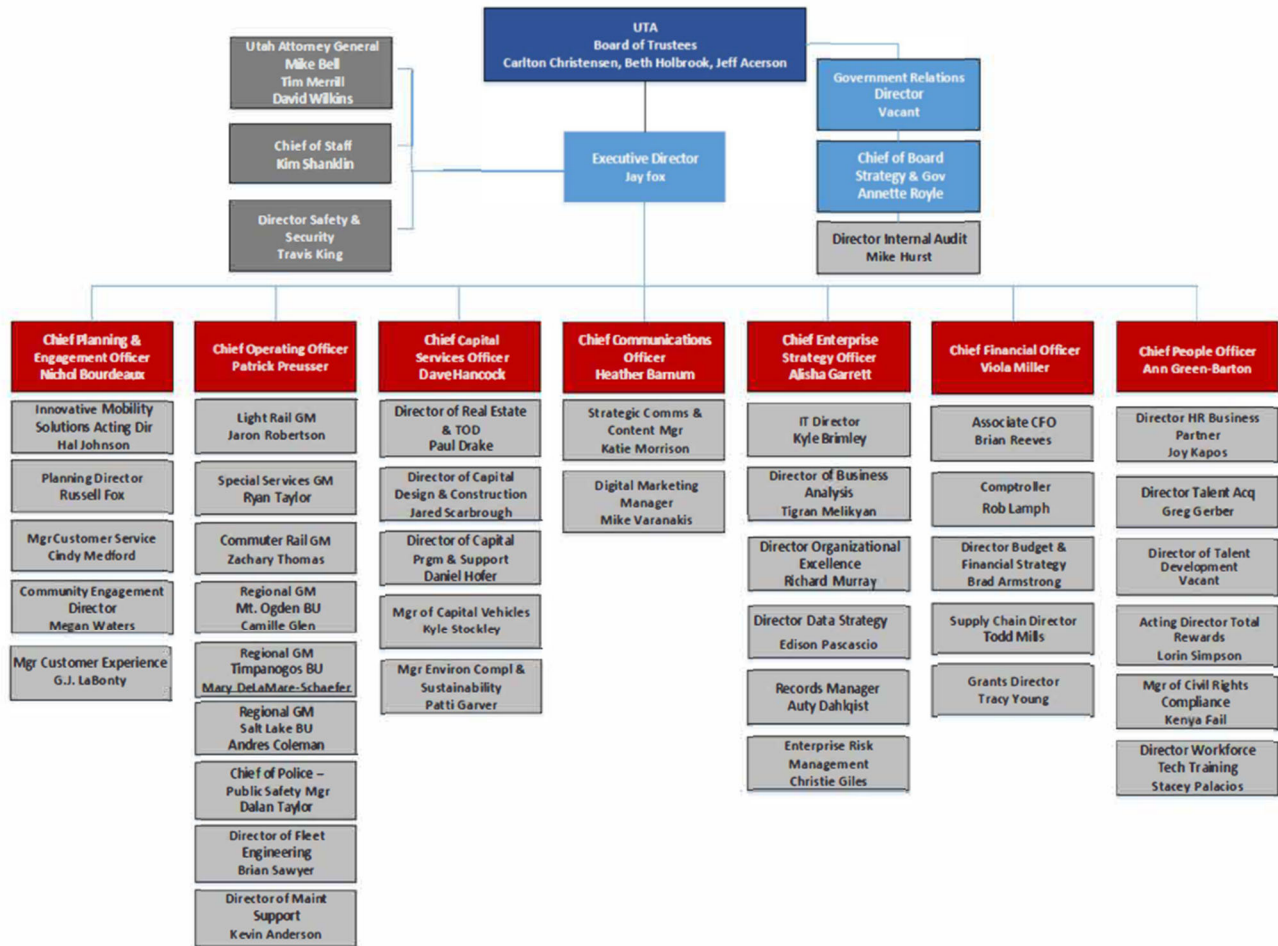 UTA
Board of Trustees
Carlton Christensen, Beth Holbrook, Jeff Acerson
Utah Attorney General
Mike Bell
Tim Merrill
David Wilkins
Chief of Staff
Kim Shanklin
Director Safety &
Security
Travis King
Executive Director
Jay fox
Government Relations
Director
Vacant
Chief of Board
Strategy & Gov
Annette Royle
Director Internal Audit
Mike Hurst
Chief Planning &
Engagement Officer
Nichol Bourdeaux
Innovative Mobility
Solutions Acting Dir
Hal Johnson
Planning Director
Russell Fox
Mgr Customer Service
Cindy Medford
Community Engagement
Director
Megan Waters
Mgr Customer Experience
G.J. LaBonty
Chief Operating Officer
Patrick Preusser
Light Rail GM
Jaron Robertson
Special Services GM
Ryan Taylor
Commuter Rail GM
Zachary Thomas
Regional GM
Mt. Ogden BU
Camille Glen
Regional GM
Timpanogos BU
Mary DeLaMare-Schaefer
Regional GM
Salt Lake BU
Andres Coleman
Chief of Police –
Public Safety Mgr
Dalan Taylor
Director of Fleet
Engineering
Brian Sawyer
Director of Maint
Support
Kevin Anderson
Chief Capital
Services Officer
Dave Hancock
Director of Real Estate
& TOD
Paul Drake
Director of Capital
Design & Construction
Jared Scarbrough
Director of Capital
Prgm & Support
Daniel Hofer
Mgr of Capital Vehicles
Kyle Stockley
Mgr Environ Compl &
Sustainability
Patti Garver
Chief Communications
Officer
Heather Barnum
Strategic Comms &
Content Mgr
Katie Morrison
Digital Marketing
Manager
Mike Varanakis
Chief Enterprise
Strategy Officer
Alisha Garrett
IT Director
Kyle Brimley
Director of Business
Analysis
Tigran Melikyan
Director Organizational
Excellence
Richard Murray
Director Data Strategy
Edison Pascascio
Records Manager
Auty Dahlqist
Enterprise Risk
Management
Christie Giles
Chief Financial Officer
Viola Miller
Associate CFO
Brian Reeves
Comptroller
Rob Lamph
Director Budget &
Financial Strategy
Brad Armstrong
Supply Chain Director
Todd Mills
Grants Director
Tracy Young
Chief People Officer
Ann Green-Barton
Director HR Business
Partner
Joy Kapos
Director Talent Acq
Greg Gerber
Director of Talent
Development
Vacant
Acting Director Total
Rewards
Lorin Simpson
Mgr of Civil Rights
Compliance
Kenya Fail
Director Workforce
Tech Training
Stacey Palacios